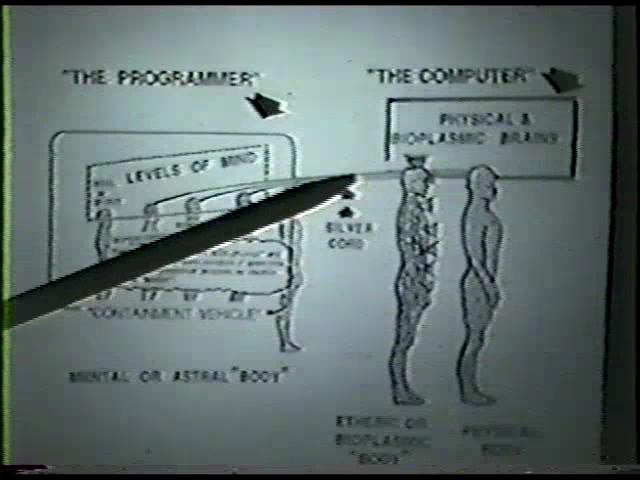 "THE PROGRAMMER"
"THE COMPUTER"
PHYSICAL &
BIOPLASMIC BRAINS
LEVELS OF MIND
SILVER
CORD
"CONTAINMENT VEHICLE"
MENTAL OR ASTRAL "BODY"
ETHERIC OR
BIOPLASMIC
"BODY"
PHYSICAL
BODY